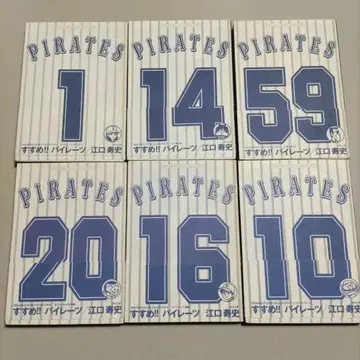 PIRATES
1
すすめ!! パイレーツ 江口 寿史
PIRATES
14
すすめ!! パイレーツ 江口 寿史
PIRATES
59
すすめ!! パイレーツ 江口 寿史
PIRATES
20
すすめ!! パイレーツ 江口 寿史
PIRATES
16
すすめ!! パイレーツ 江口 寿史
PIRATES
10
すすめ!! パイレーツ 江口 寿史